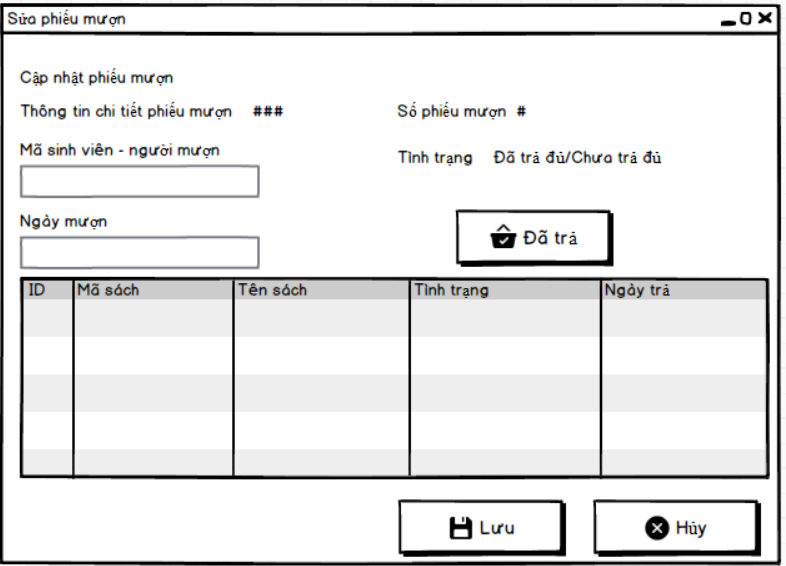 Sửa phiếu mượn
Cập nhật phiếu mượn
Thông tin chi tiết phiếu mượn ### Số phiếu mượn #
Mã sinh viên - người mượn
Tình trạng Đã trả đủ/Chưa trả đủ
Ngày mượn
Đã trả
ID Mã sách Tên sách Tình trạng Ngày trả
Lưu Hủy